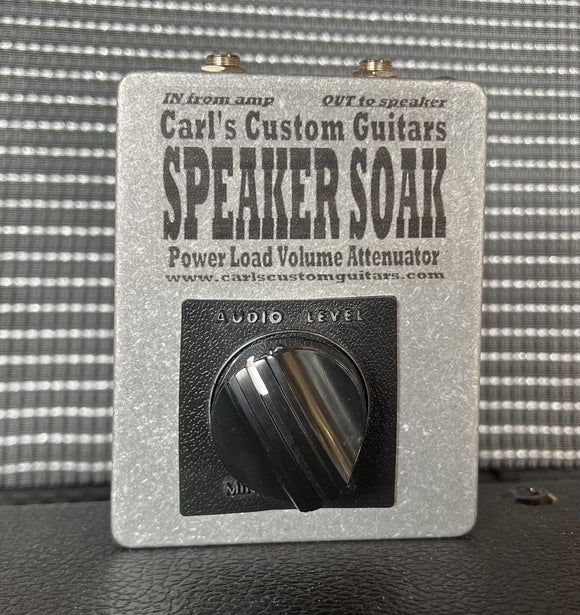 IN from amp OUT to speaker
Carl's Custom Guitars
SPEAKER SOAK
Power Load Volume Attenuator
www.carlscustomguitars.com
AUDIO LEVEL